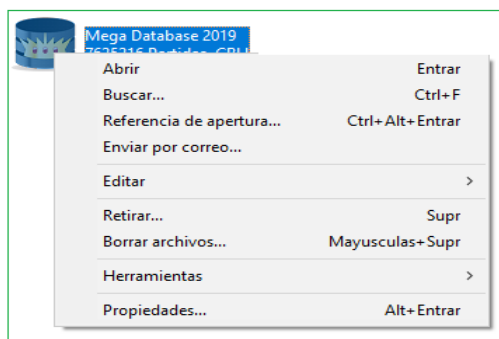 Mega Database 2019
Abrir Entrar
Buscar... Ctrl+F
Referencia de apertura... Ctrl+Alt+Entrar
Enviar por correo...
Editar >
Retirar... Supr
Borrar archivos... Mayusculas+Supr
Herramientas >
Propiedades... Alt+Entrar